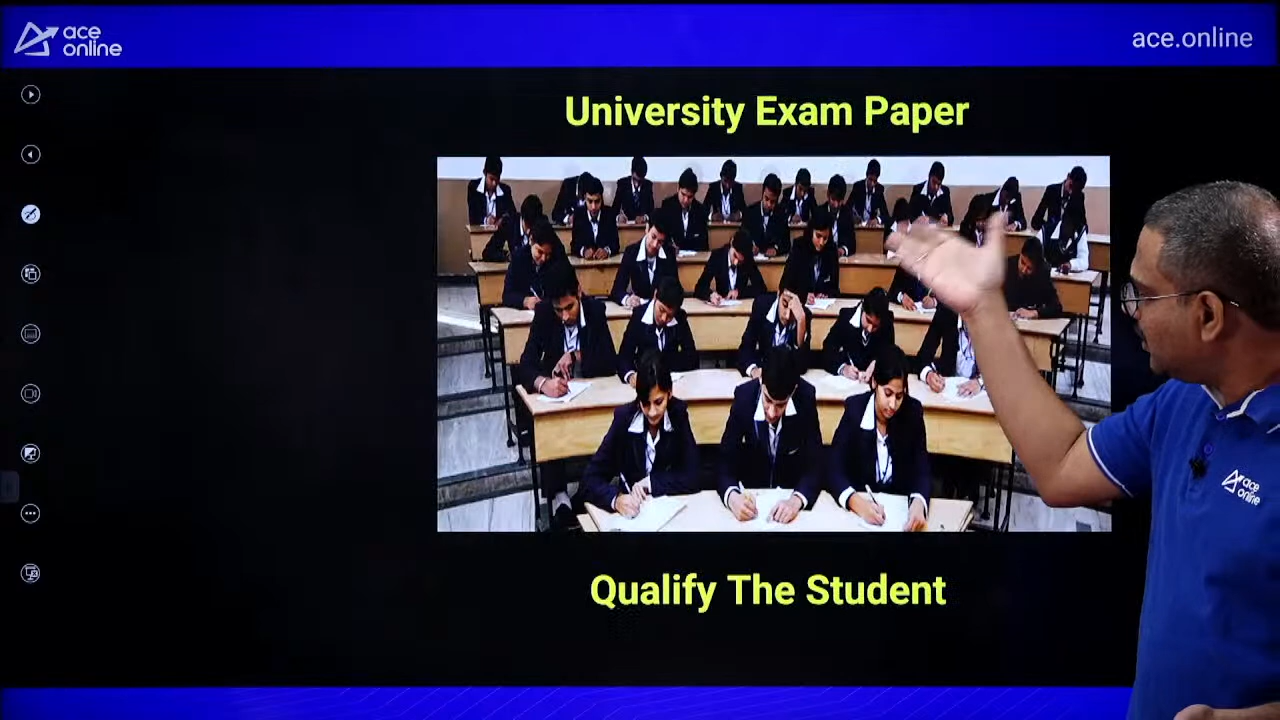 ace
online
ace.online
University Exam Paper
Qualify The Student
ace
online